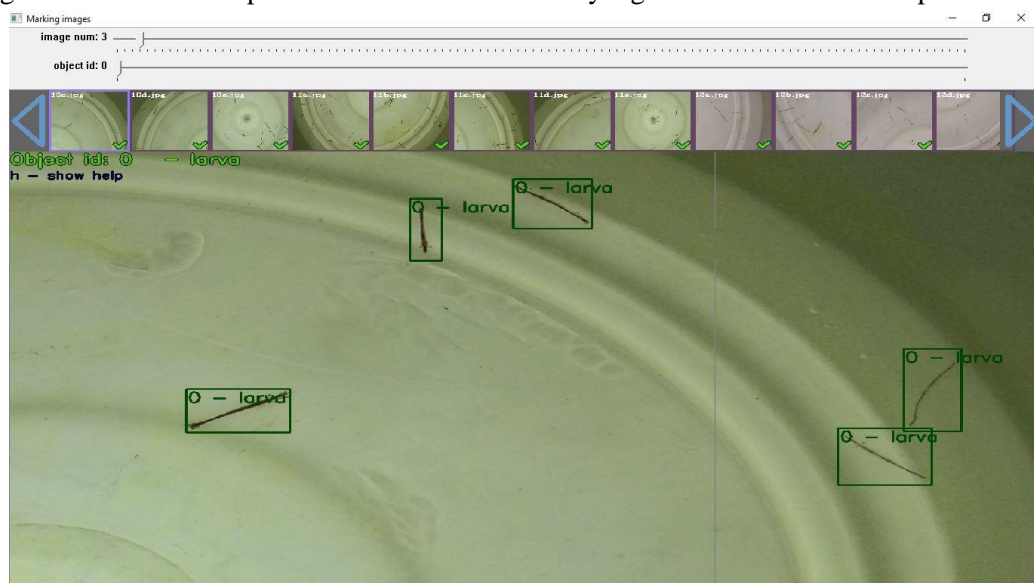 Marking images
image num: 3
object id: 0
10c.jpg 10d.jpg 10e.jpg 11a.jpg 11b.jpg 11c.jpg 11d.jpg 11e.jpg 12a.jpg 12b.jpg 12c.jpg 12d.jpg
Object id: 0 - larva
h - show help
0 - larva
0 - larva
0 - larva
0 - larva
0 - larva